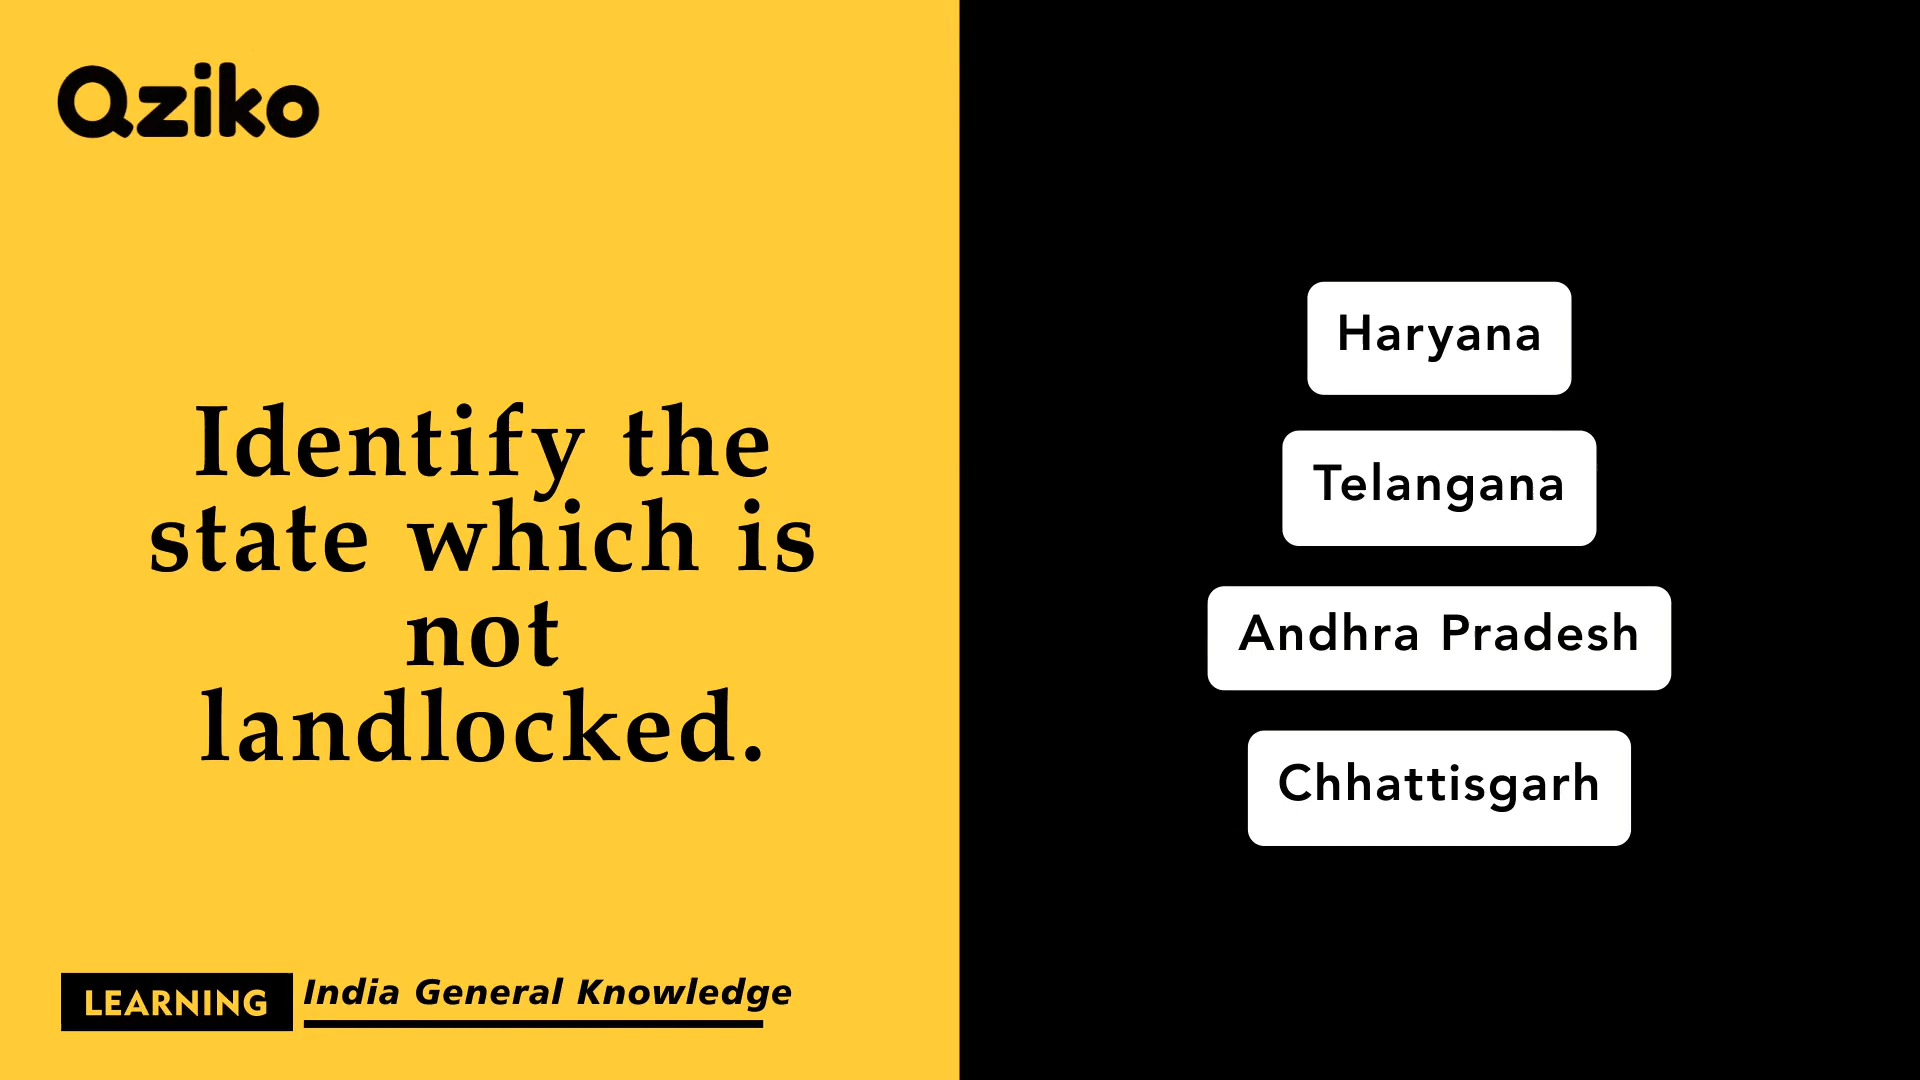 Qziko
Identify the
state which is
not
landlocked.
LEARNING
India General Knowledge
Haryana
Telangana
Andhra Pradesh
Chhattisgarh